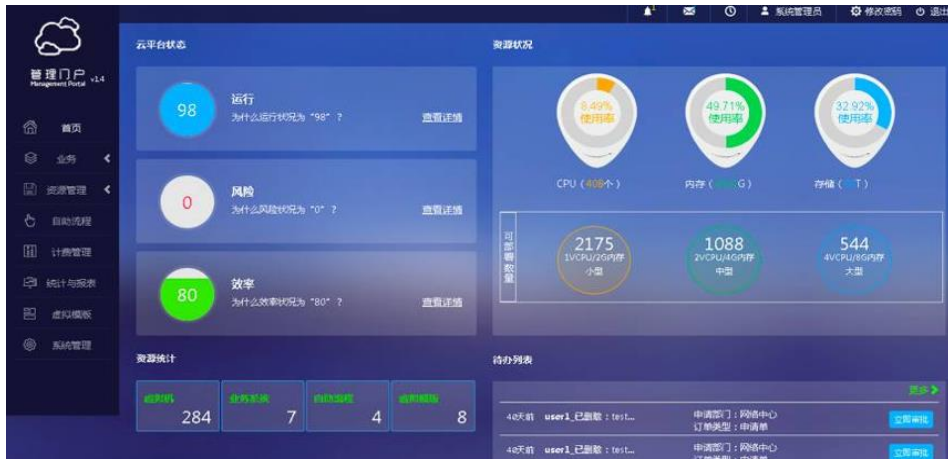 1
系统管理员
修改密码
退出
管理门户 v1.4
Management Portal
首页
业务
资源管理
自助流程
计费管理
统计与报表
虚拟模版
系统管理
云平台状态
98
运行
为什么运行状况为 "98" ?
查看详情
0
风险
为什么风险状况为 "0" ?
查看详情
80
效率
为什么效率状况为 "80" ?
查看详情
资源状况
8.49%
使用率
CPU ( 408个 )
49.71%
使用率
内存 ( G )
32.92%
使用率
存储 ( T )
可部署数量
2175
1VCPU/2G内存
小型
1088
2VCPU/4G内存
中型
544
4VCPU/8G内存
大型
资源统计
虚拟机
284
业务系统
7
自助流程
4
虚拟模版
8
待办列表
更多
40天前 user1_已删除 : test...
申请部门 : 网络中心
订单类型 : 申请单
立即审批
40天前 user1_已删除 : test...
申请部门 : 网络中心
订单类型 : 申请单
立即审批